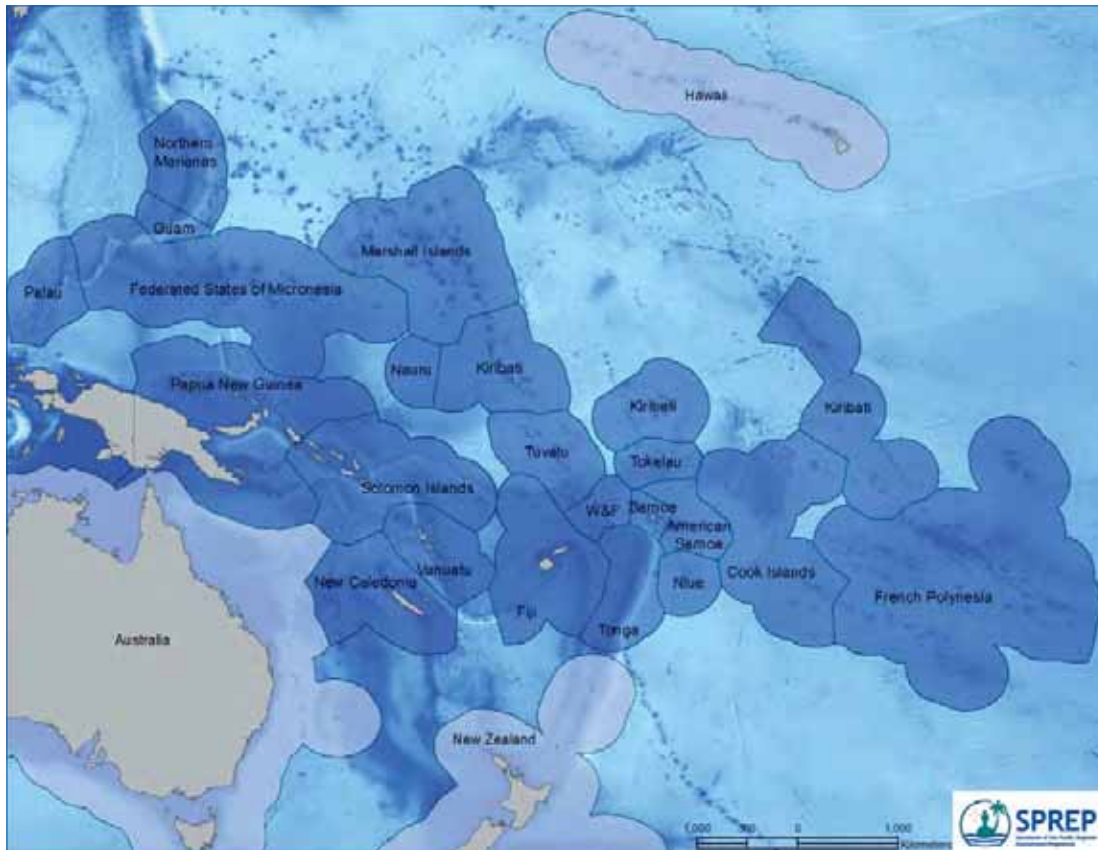 Hawaii
Northern
Marianas
Guam
Marshall Islands
Palau
Federated States of Micronesia
Nauru
Kiribati
Papua New Guinea
Kiribati
Kiribati
Tuvalu
Tokelau
Solomon Islands
W&F
Samoa
American
Samoa
Vanuatu
New Caledonia
Niue
Cook Islands
French Polynesia
Fiji
Tonga
Australia
New Zealand
1,000 500 0 1,000
Kilometers
SPREP